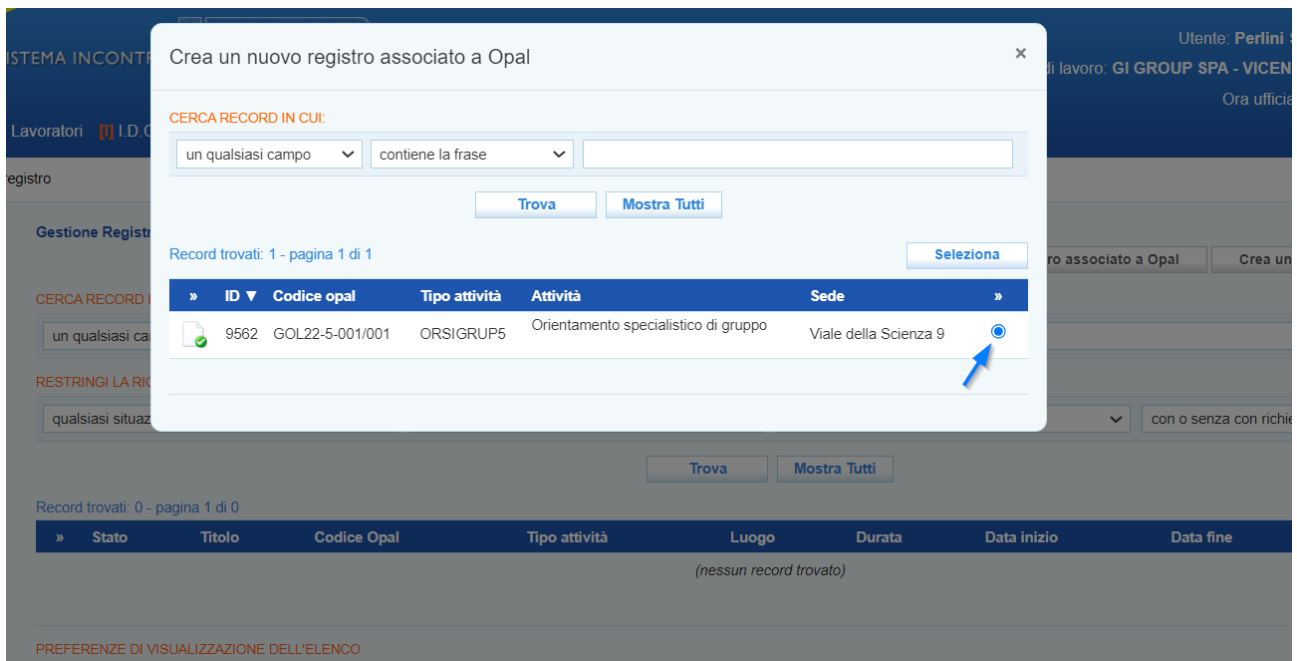 ISTEMA INCONTR
Utente: Perlini
di lavoro: GI GROUP SPA - VICEN
Ora ufficia
Lavoratori [I] I.D.O
registro
Crea un nuovo registro associato a Opal
×
CERCA RECORD IN CUI:
un qualsiasi campo contiene la frase
Trova Mostra Tutti
Record trovati: 1 - pagina 1 di 1 Seleziona
» ID ▼ Codice opal Tipo attività Attività Sede »
9562 GOL22-5-001/001 ORSIGRUP5 Orientamento specialistico di gruppo Viale della Scienza 9
Gestione Registr
ro associato a Opal Crea un
CERCA RECORD I
un qualsiasi ca
RESTRINGI LA RIC
qualsiasi situaz con o senza con richie
Trova Mostra Tutti
Record trovati: 0 - pagina 1 di 0
» Stato Titolo Codice Opal Tipo attività Luogo Durata Data inizio Data fine
(nessun record trovato)
PREFERENZE DI VISUALIZZAZIONE DELL'ELENCO